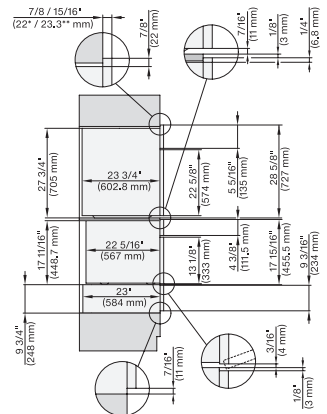 7/8 / 15/16"
(22* / 23.3** mm)
7/8"
(22 mm)
7/16"
(11 mm)
1/8"
(3 mm)
1/4"
(6.8 mm)
27 3/4"
(705 mm)
23 3/4"
(602.8 mm)
22 5/8"
(574 mm)
5 5/16"
(135 mm)
28 5/8"
(727 mm)
17 11/16"
(448.7 mm)
22 5/16"
(567 mm)
13 1/8"
(333 mm)
4 3/8"
(111.5 mm)
17 15/16"
(455.5 mm)
9 3/16"
(234 mm)
23"
(584 mm)
9 3/4"
(248 mm)
7/16"
(11 mm)
3/16"
(4 mm)
1/8"
(3 mm)